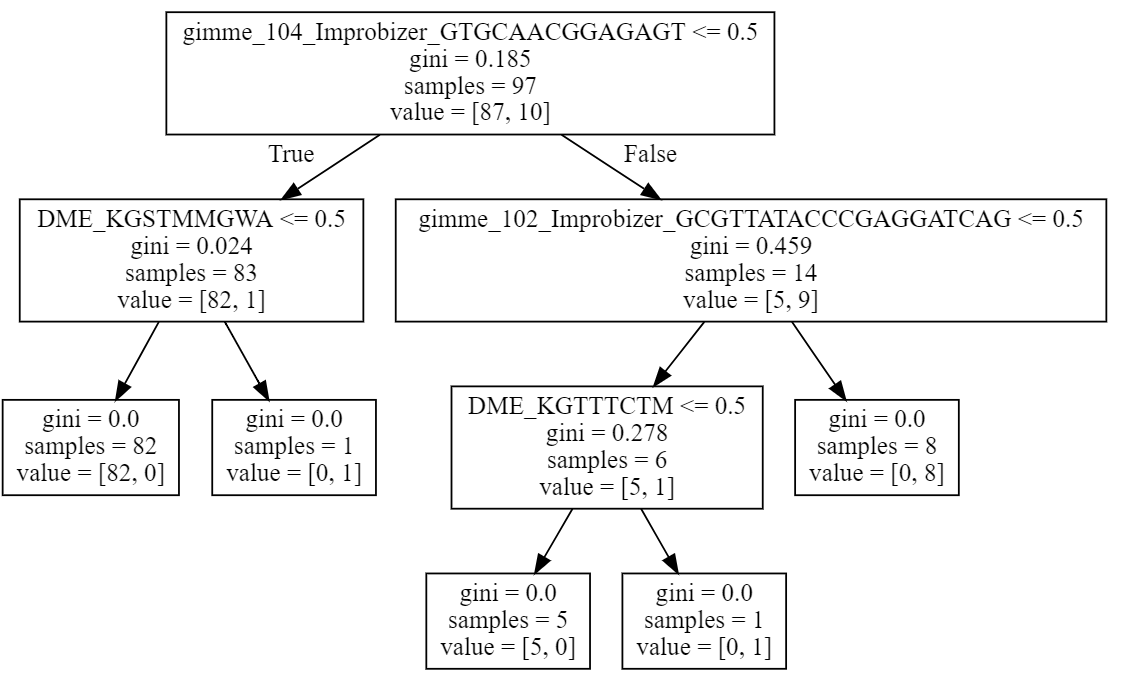 gimme_104_Improbizer_GTGCAACGGAGAGT <= 0.5
gini = 0.185
samples = 97
value = [87, 10]
True
False
DME_KGSTMMGWA <= 0.5
gini = 0.024
samples = 83
value = [82, 1]
gimme_102_Improbizer_GCGTTATACCCGAGGATCAG <= 0.5
gini = 0.459
samples = 14
value = [5, 9]
gini = 0.0
samples = 82
value = [82, 0]
gini = 0.0
samples = 1
value = [0, 1]
DME_KGTTTCTM <= 0.5
gini = 0.278
samples = 6
value = [5, 1]
gini = 0.0
samples = 8
value = [0, 8]
gini = 0.0
samples = 5
value = [5, 0]
gini = 0.0
samples = 1
value = [0, 1]